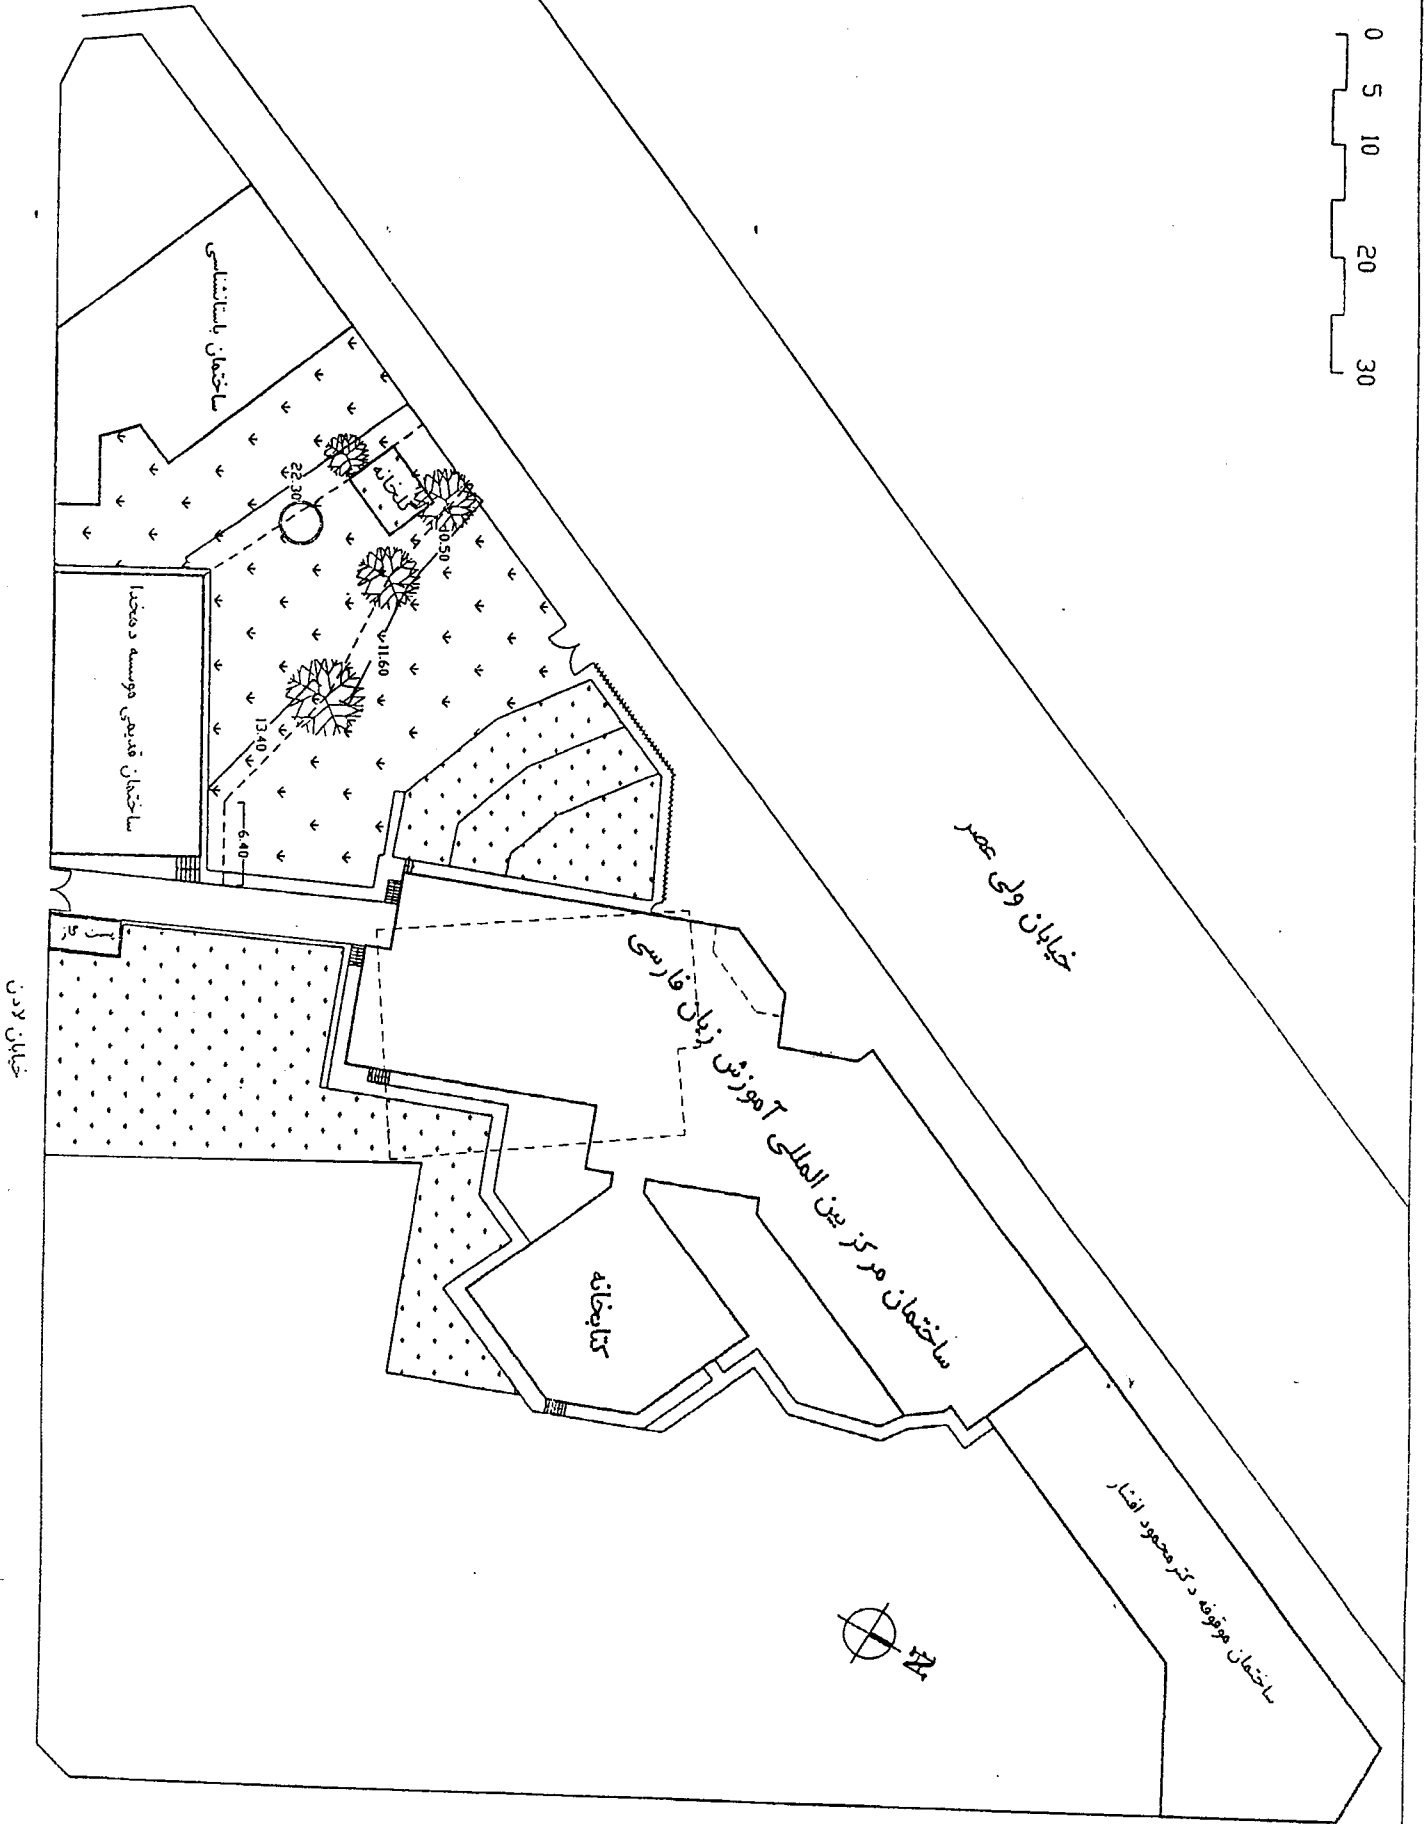 0 5 10 20 30
خیابان ولی عصر
ساختمان باستانشناسی
گلخانه
22.30
10.50
11.60
13.40
6.40
ساختمان قدیمی موسسه دهخدا
پست گاز
خیابان لادن
ساختمان مرکز بین المللی آموزش زبان فارسی
کتابخانه
ساختمان موقوفه دکتر محمود افشار
N